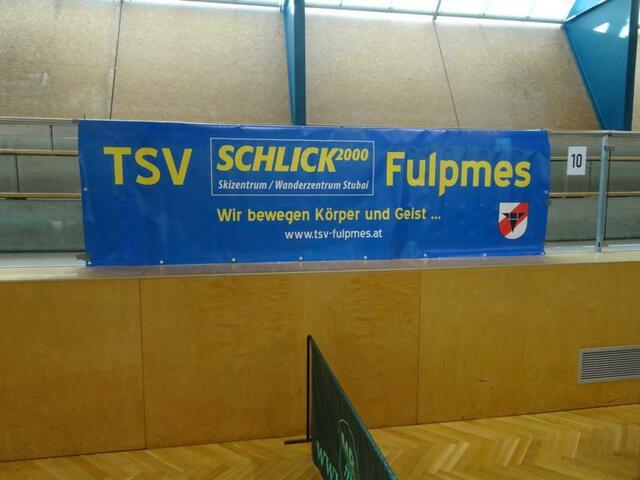 TSV SCHLICK2000 Fulpmes
Skizentrum / Wanderzentrum Stubai
Wir bewegen Körper und Geist ...
www.tsv-fulpmes.at
10